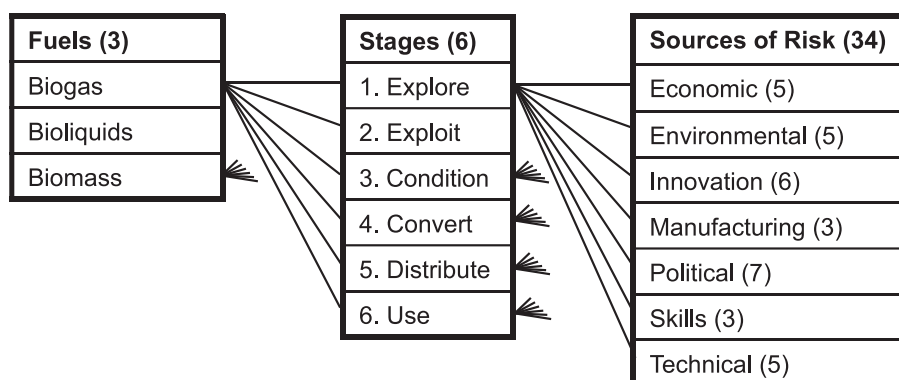 Fuels (3)
Biogas
Bioliquids
Biomass
Stages (6)
1. Explore
2. Exploit
3. Condition
4. Convert
5. Distribute
6. Use
Sources of Risk (34)
Economic (5)
Environmental (5)
Innovation (6)
Manufacturing (3)
Political (7)
Skills (3)
Technical (5)